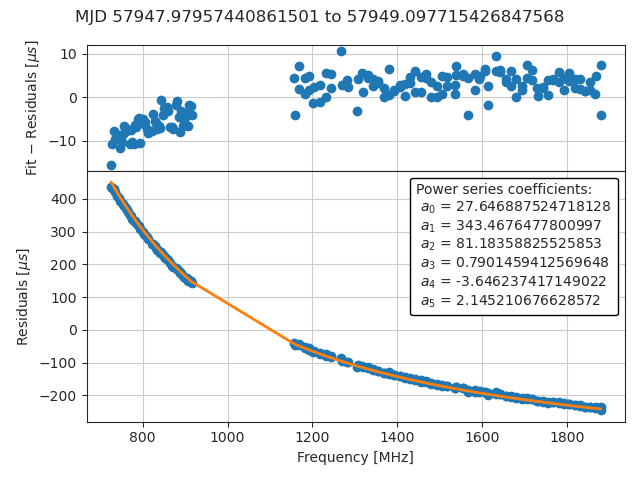 MJD 57947.97957440861501 to 57949.0977154268475​68
Fit − Residuals [μs]
10
0
−10
Residuals [μs]
400
300
200
100
0
−100
−200
Power series coefficients:
a0 = 27.646887524718128
a1 = 343.4676477800997
a2 = 81.18358825525853
a3 = 0.7901459412569648
a4 = -3.646237417149022
a5 = 2.145210676628572
800
1000
1200
1400
1600
1800
Frequency [MHz]